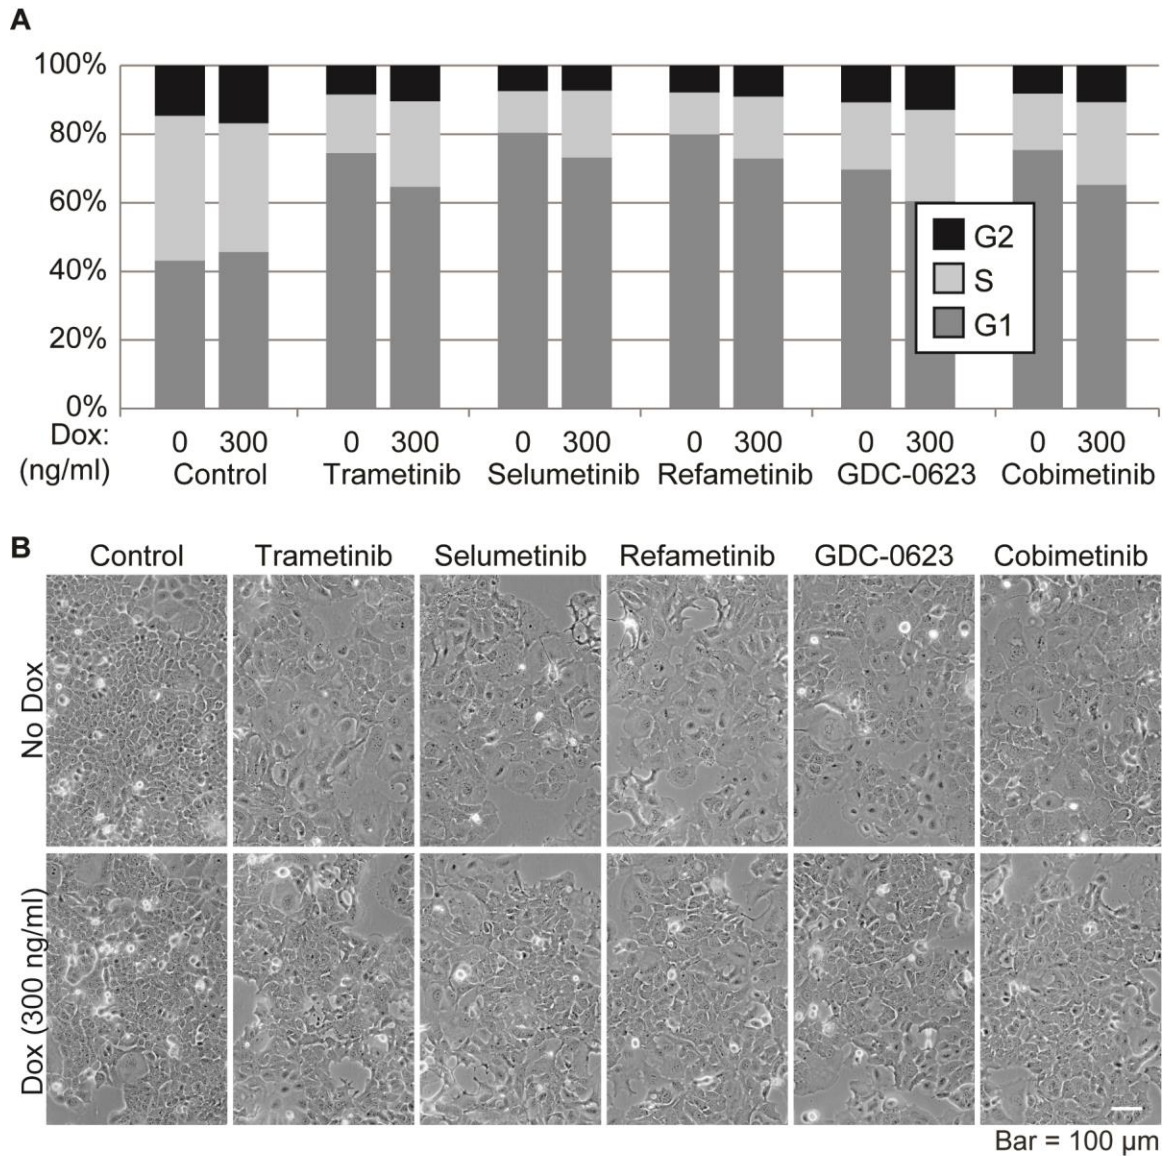 A
100%
80%
60%
40%
20%
0%
G2
S
G1
Dox: 0 300 0 300 0 300 0 300 0 300 0 300
(ng/ml) Control Trametinib Selumetinib Refametinib GDC-0623 Cobimetinib
B
Control Trametinib Selumetinib Refametinib GDC-0623 Cobimetinib
No Dox
Dox (300 ng/ml)
Bar = 100 µm